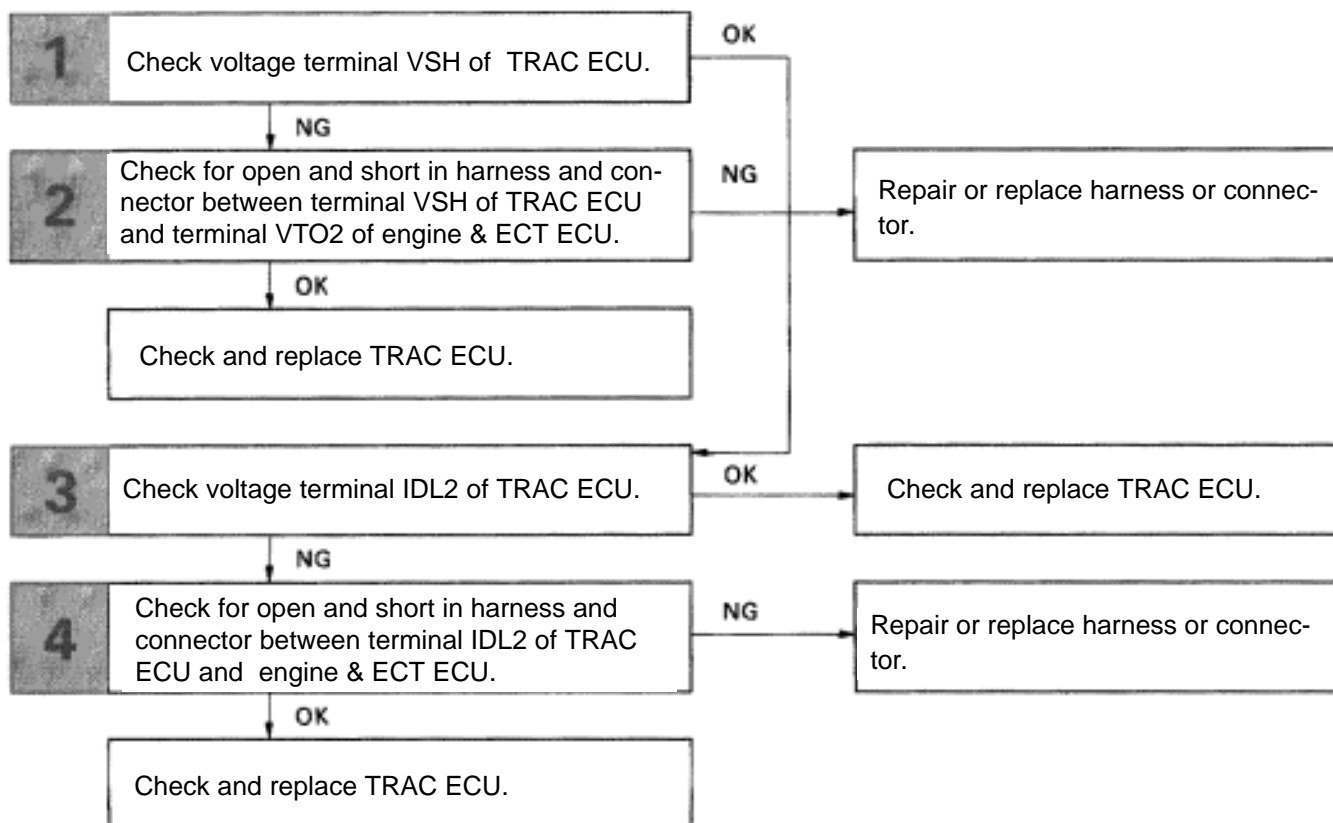 1
Check voltage terminal VSH of TRAC ECU.
OK
NG
2
Check for open and short in harness and con-
nector between terminal VSH of TRAC ECU
and terminal VTO2 of engine & ECT ECU.
NG
Repair or replace harness or connec-
tor.
OK
Check and replace TRAC ECU.
3
Check voltage terminal IDL2 of TRAC ECU.
OK
Check and replace TRAC ECU.
NG
4
Check for open and short in harness and
connector between terminal IDL2 of TRAC
ECU and engine & ECT ECU.
NG
Repair or replace harness or connec-
tor.
OK
Check and replace TRAC ECU.